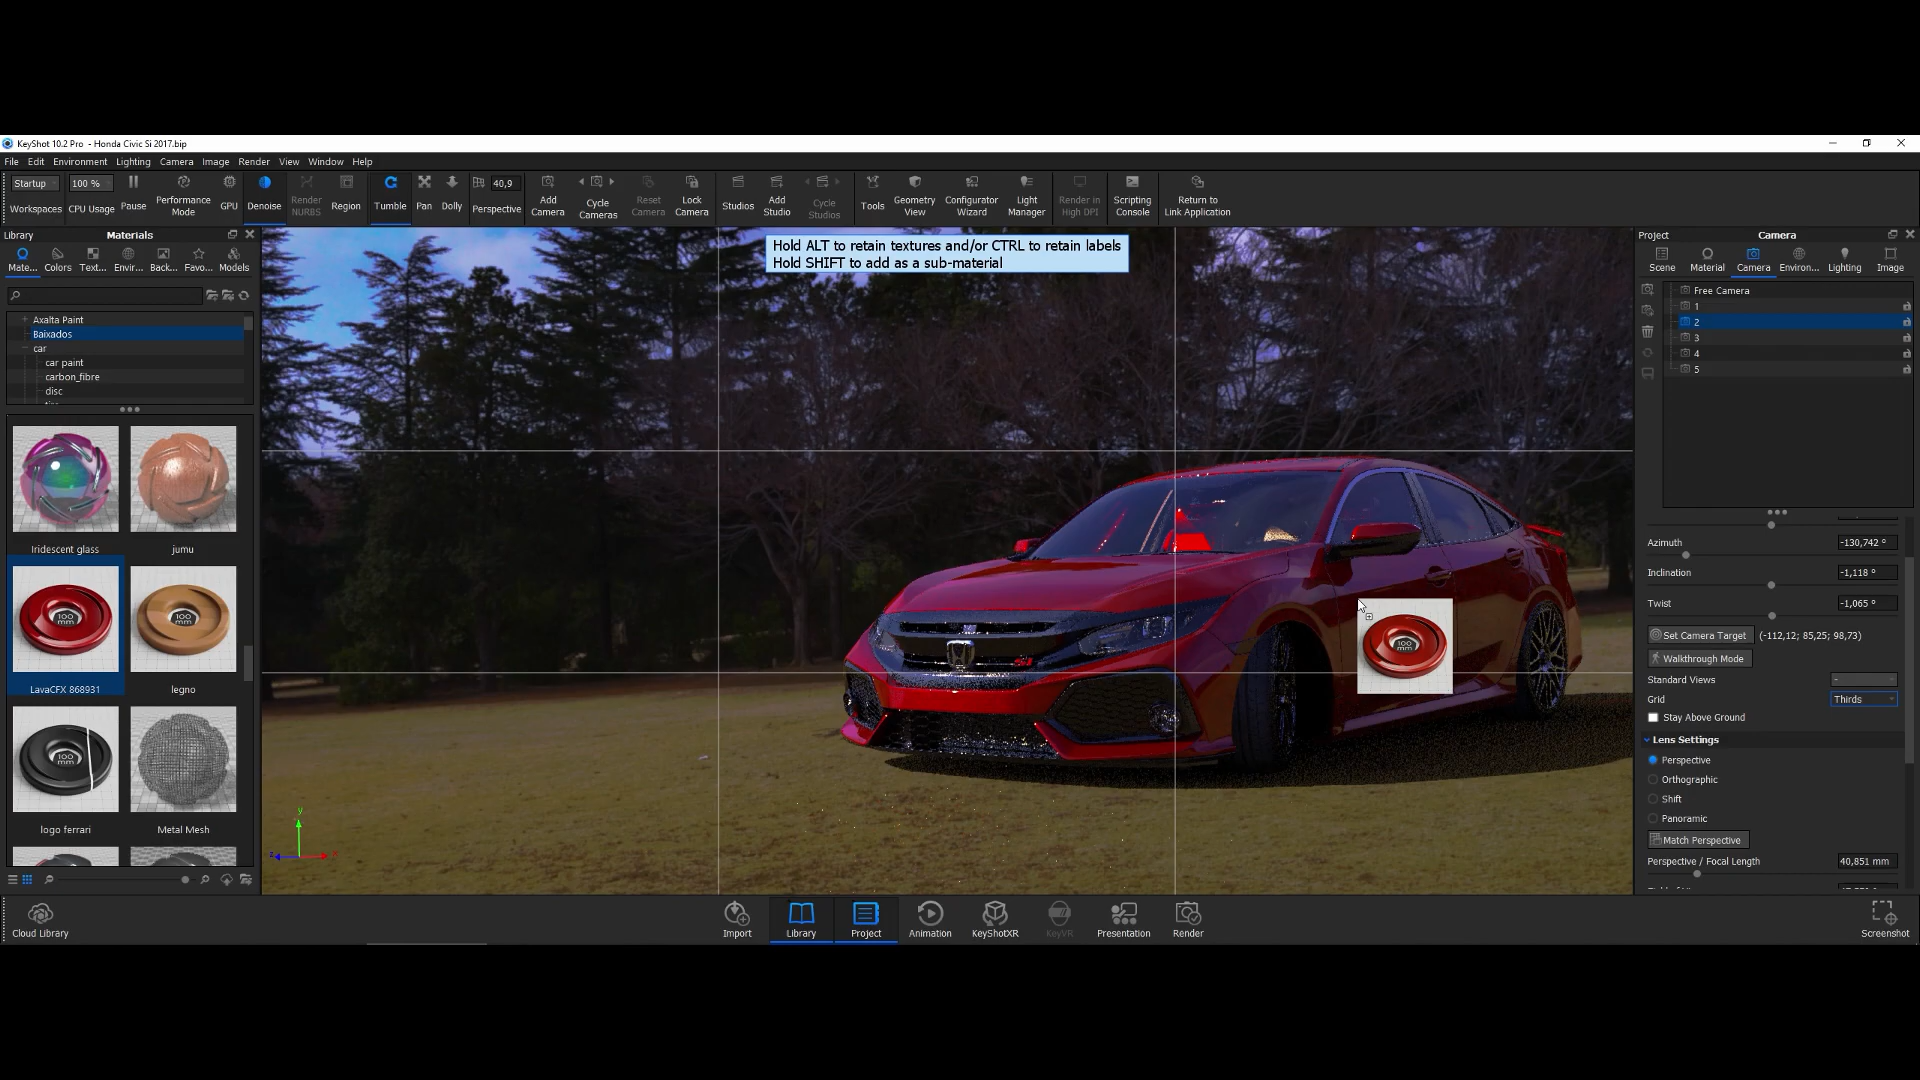 KeyShot 10.2 Pro - Honda Civic Si 2017.bip
File Edit Environment Lighting Camera Image Render View Window Help
Startup 100 % 40,9
Workspaces CPU Usage Pause Performance Mode GPU Denoise Render NURBS Region Tumble Pan Dolly Perspective Add Camera Cycle Cameras Reset Camera Lock Camera Studios Add Studio Cycle Studios Tools Geometry View Configurator Wizard Light Manager Render in High DPI Scripting Console Return to Link Application
Library Materials
Mate... Colors Text... Envir... Back... Favo... Models
Axalta Paint
Baixados
car
car paint
carbon_fibre
disc
Iridescent glass jumu
100 mm
100 mm
LavaCFX 868931 legno
100 mm
logo ferrari Metal Mesh
Hold ALT to retain textures and/or CTRL to retain labels
Hold SHIFT to add as a sub-material
100 mm
y
z
x
Project Camera
Scene Material Camera Environ... Lighting Image
Free Camera
1
2
3
4
5
Azimuth -130,742 °
Inclination -1,118 °
Twist -1,065 °
Set Camera Target (-112,12; 85,25; 98,73)
Walkthrough Mode
Standard Views -
Grid Thirds
Stay Above Ground
Lens Settings
Perspective
Orthographic
Shift
Panoramic
Match Perspective
Perspective / Focal Length 40,851 mm
Cloud Library Import Library Project Animation KeyShotXR KeyVR Presentation Render Screenshot